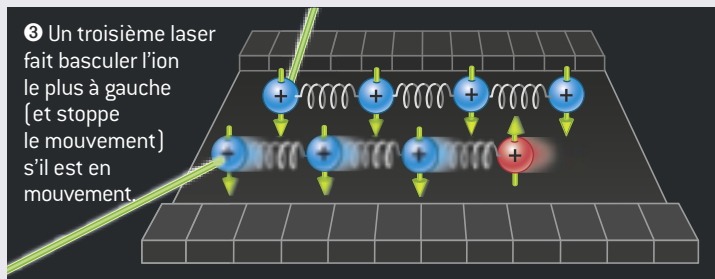 ❸ Un troisième laser
fait basculer l'ion
le plus à gauche
(et stoppe
le mouvement)
s'il est en
mouvement.
+ + + +
+ + + +